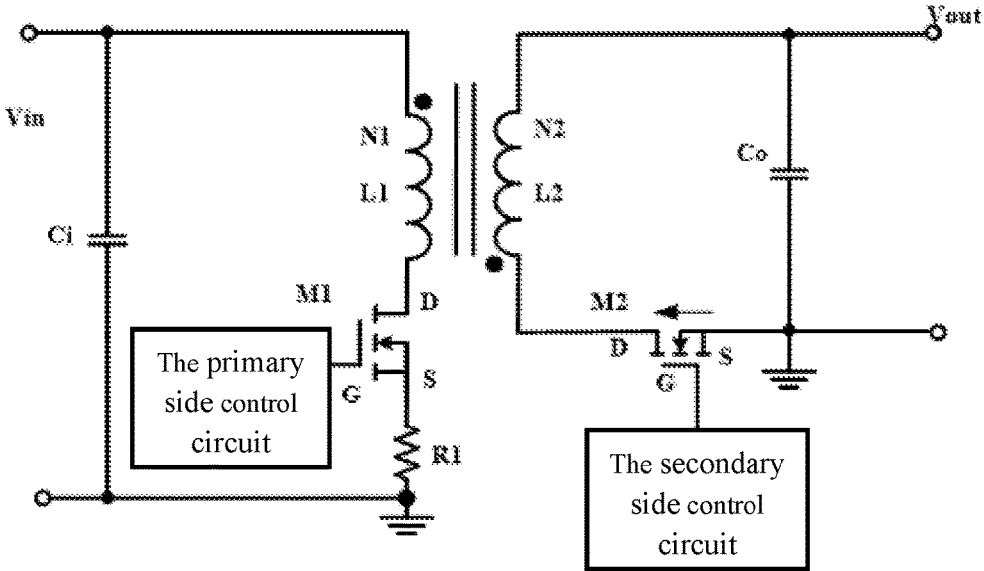 Vout
Vin
N1
N2
L1
L2
Co
Ci
M1
D
M2
The primary
side control
circuit
G
S
D
S
G
R1
The secondary
side control
circuit